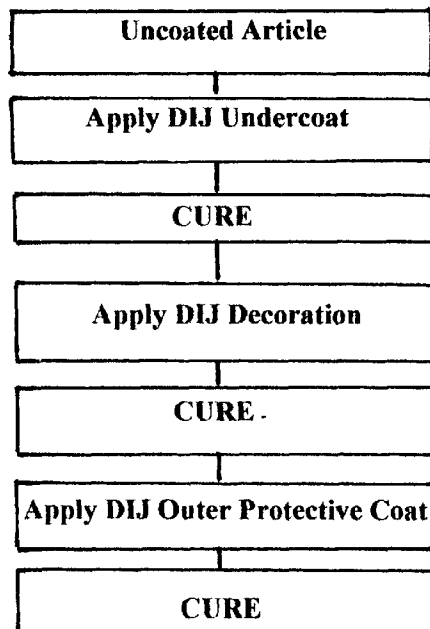 Uncoated Article
Apply DIJ Undercoat
CURE
Apply DIJ Decoration
CURE
Apply DIJ Outer Protective Coat
CURE